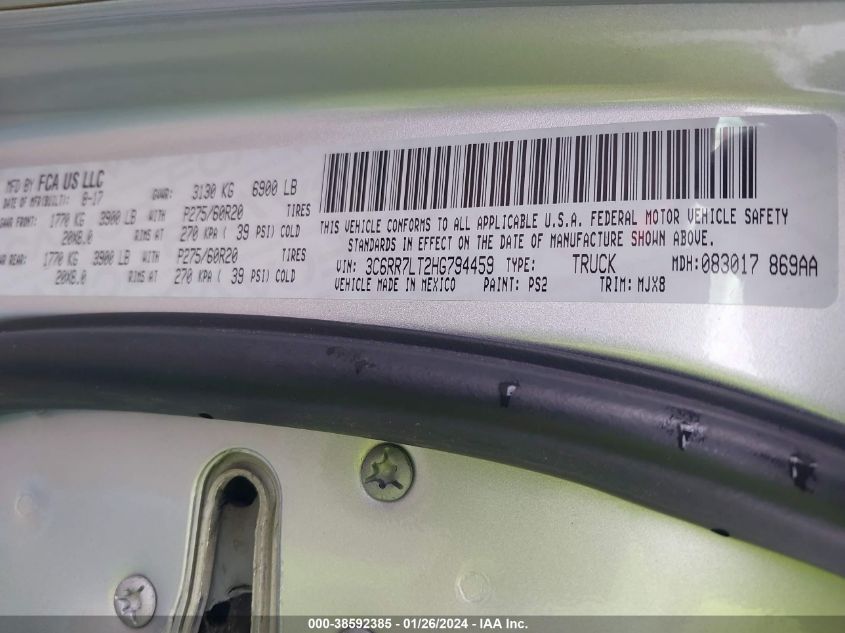 MFD BY FCA US LLC
DATE OF MFR(BUILT): 8-17
GVWR: 3130 KG 6900 LB
GAWR FRONT: 1770 KG 3900 LB WITH P275/60R20 TIRES
20X8.0 RIMS AT 270 KPA ( 39 PSI) COLD
AR REAR: 1770 KG 3900 LB WITH P275/60R20 TIRES
20X8.0 RIMS AT 270 KPA ( 39 PSI) COLD
THIS VEHICLE CONFORMS TO ALL APPLICABLE U.S.A. FEDERAL MOTOR VEHICLE SAFETY
STANDARDS IN EFFECT ON THE DATE OF MANUFACTURE SHOWN ABOVE.
VIN: 3C6RR7LT2HG794459 TYPE: TRUCK MDH:083017 869AA
VEHICLE MADE IN MEXICO PAINT: PS2 TRIM: MJX8
000-38592385 - 01/26/2024 - IAA Inc.